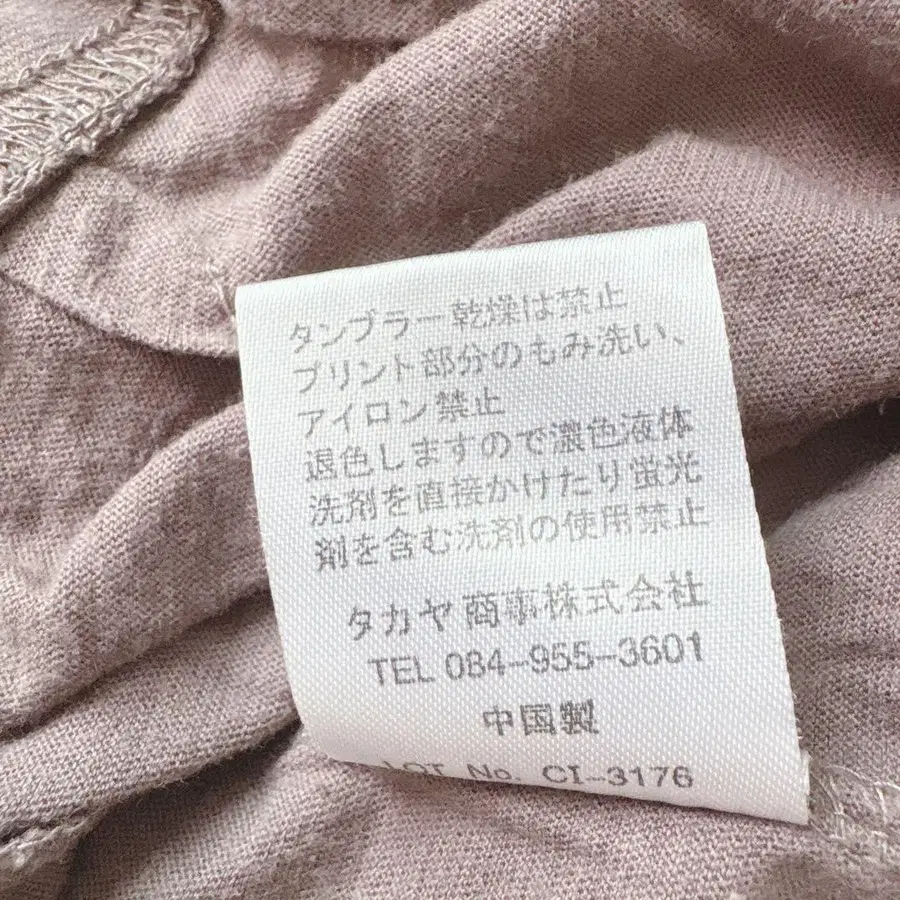 タンブラー乾燥は禁止
プリント部分のもみ洗い、
アイロン禁止
退色しますので濃色液体
洗剤を直接かけたり蛍光
剤を含む洗剤の使用禁止
タカヤ商事株式会社
TEL 084-955-3601
中国製
LOT No. CI-3176